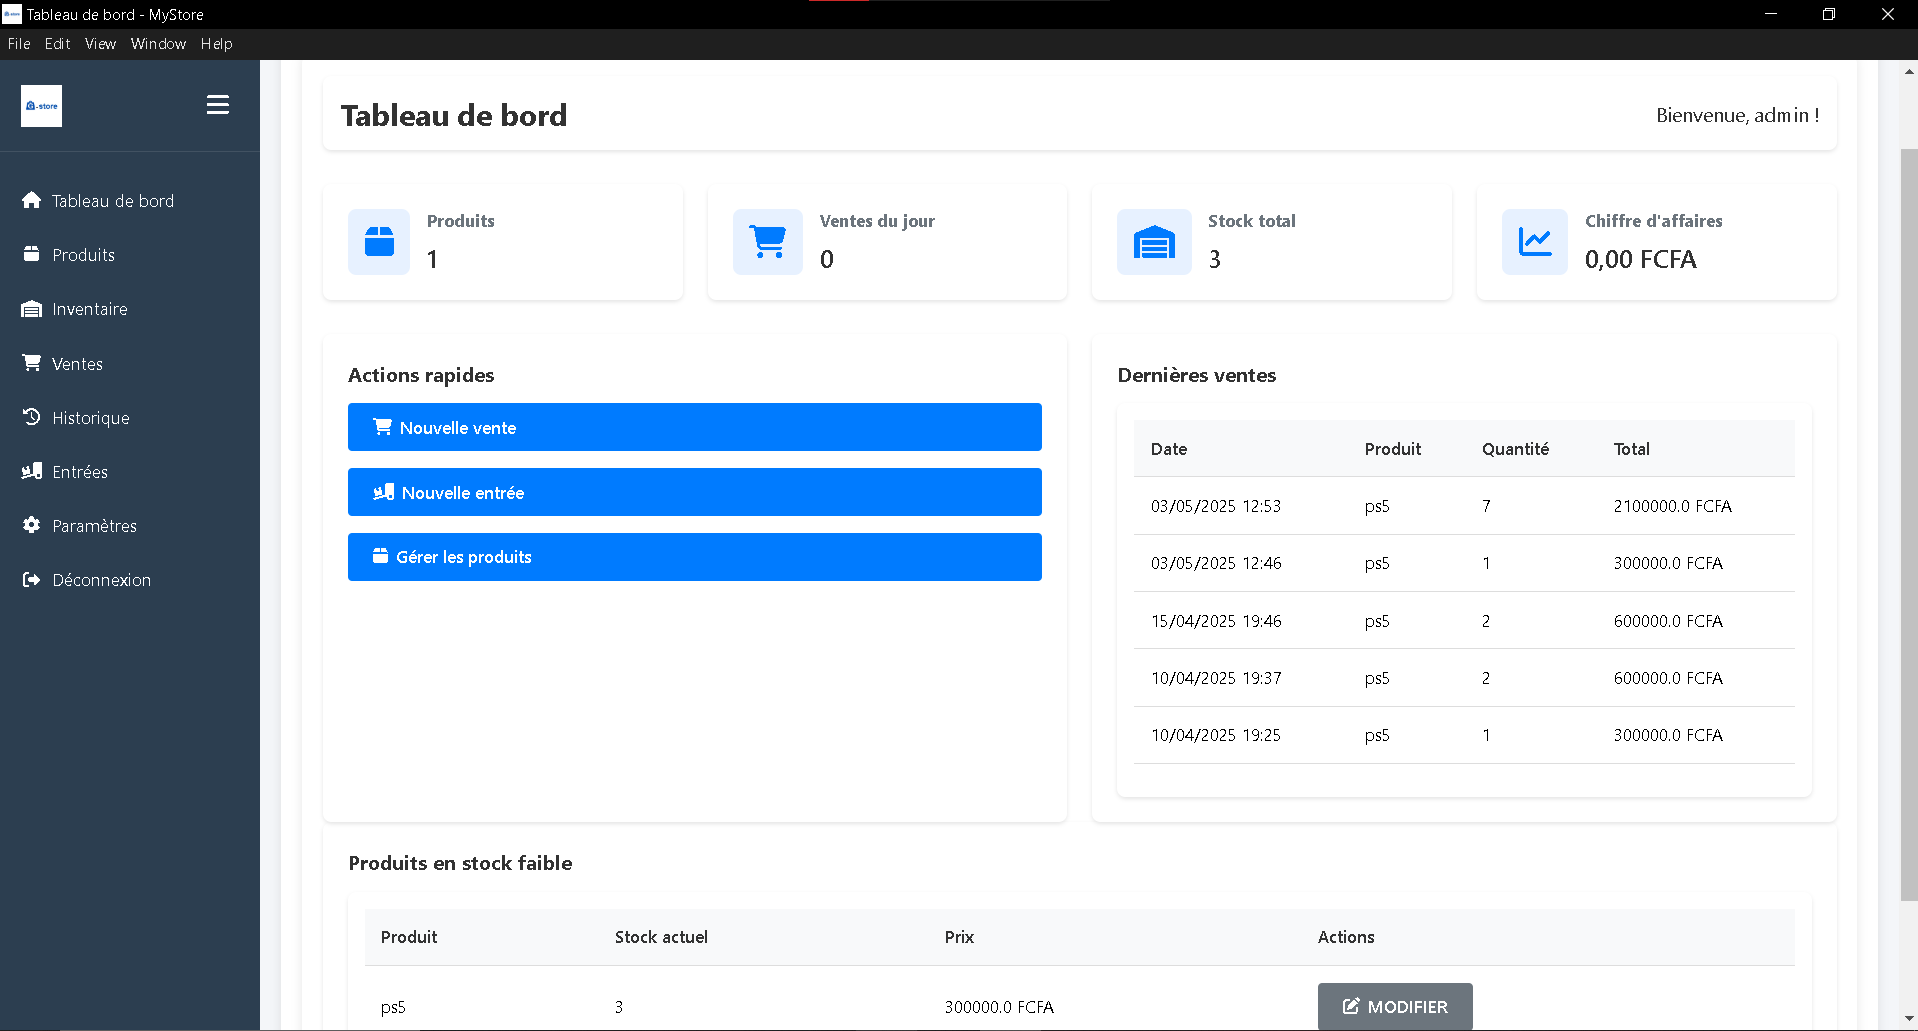 Tableau de bord - MyStore
File Edit View Window Help
G-store
Tableau de bord
Produits
Inventaire
Ventes
Historique
Entrées
Paramètres
Déconnexion
Tableau de bord
Bienvenue, admin !
Produits
1
Ventes du jour
0
Stock total
3
Chiffre d'affaires
0,00 FCFA
Actions rapides
Nouvelle vente
Nouvelle entrée
Gérer les produits
Dernières ventes
Date Produit Quantité Total
03/05/2025 12:53 ps5 7 2100000.0 FCFA
03/05/2025 12:46 ps5 1 300000.0 FCFA
15/04/2025 19:46 ps5 2 600000.0 FCFA
10/04/2025 19:37 ps5 2 600000.0 FCFA
10/04/2025 19:25 ps5 1 300000.0 FCFA
Produits en stock faible
Produit Stock actuel Prix Actions
ps5 3 300000.0 FCFA MODIFIER